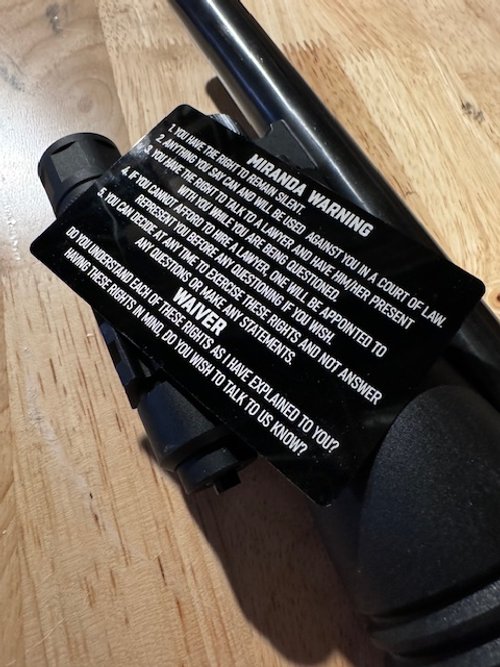 MIRANDA WARNING
1. YOU HAVE THE RIGHT TO REMAIN SILENT.
2. ANYTHING YOU SAY CAN AND WILL BE USED AGAINST YOU IN A COURT OF LAW.
3. YOU HAVE THE RIGHT TO TALK TO A LAWYER AND HAVE HIM/HER PRESENT
WITH YOU WHILE YOU ARE BEING QUESTIONED.
4. IF YOU CANNOT AFFORD TO HIRE A LAWYER, ONE WILL BE APPOINTED TO
REPRESENT YOU BEFORE ANY QUESTIONING IF YOU WISH.
5. YOU CAN DECIDE AT ANY TIME TO EXERCISE THESE RIGHTS AND NOT ANSWER
ANY QUESTIONS OR MAKE ANY STATEMENTS.
WAIVER
DO YOU UNDERSTAND EACH OF THESE RIGHTS AS I HAVE EXPLAINED TO YOU?
HAVING THESE RIGHTS IN MIND, DO YOU WISH TO TALK TO US KNOW?